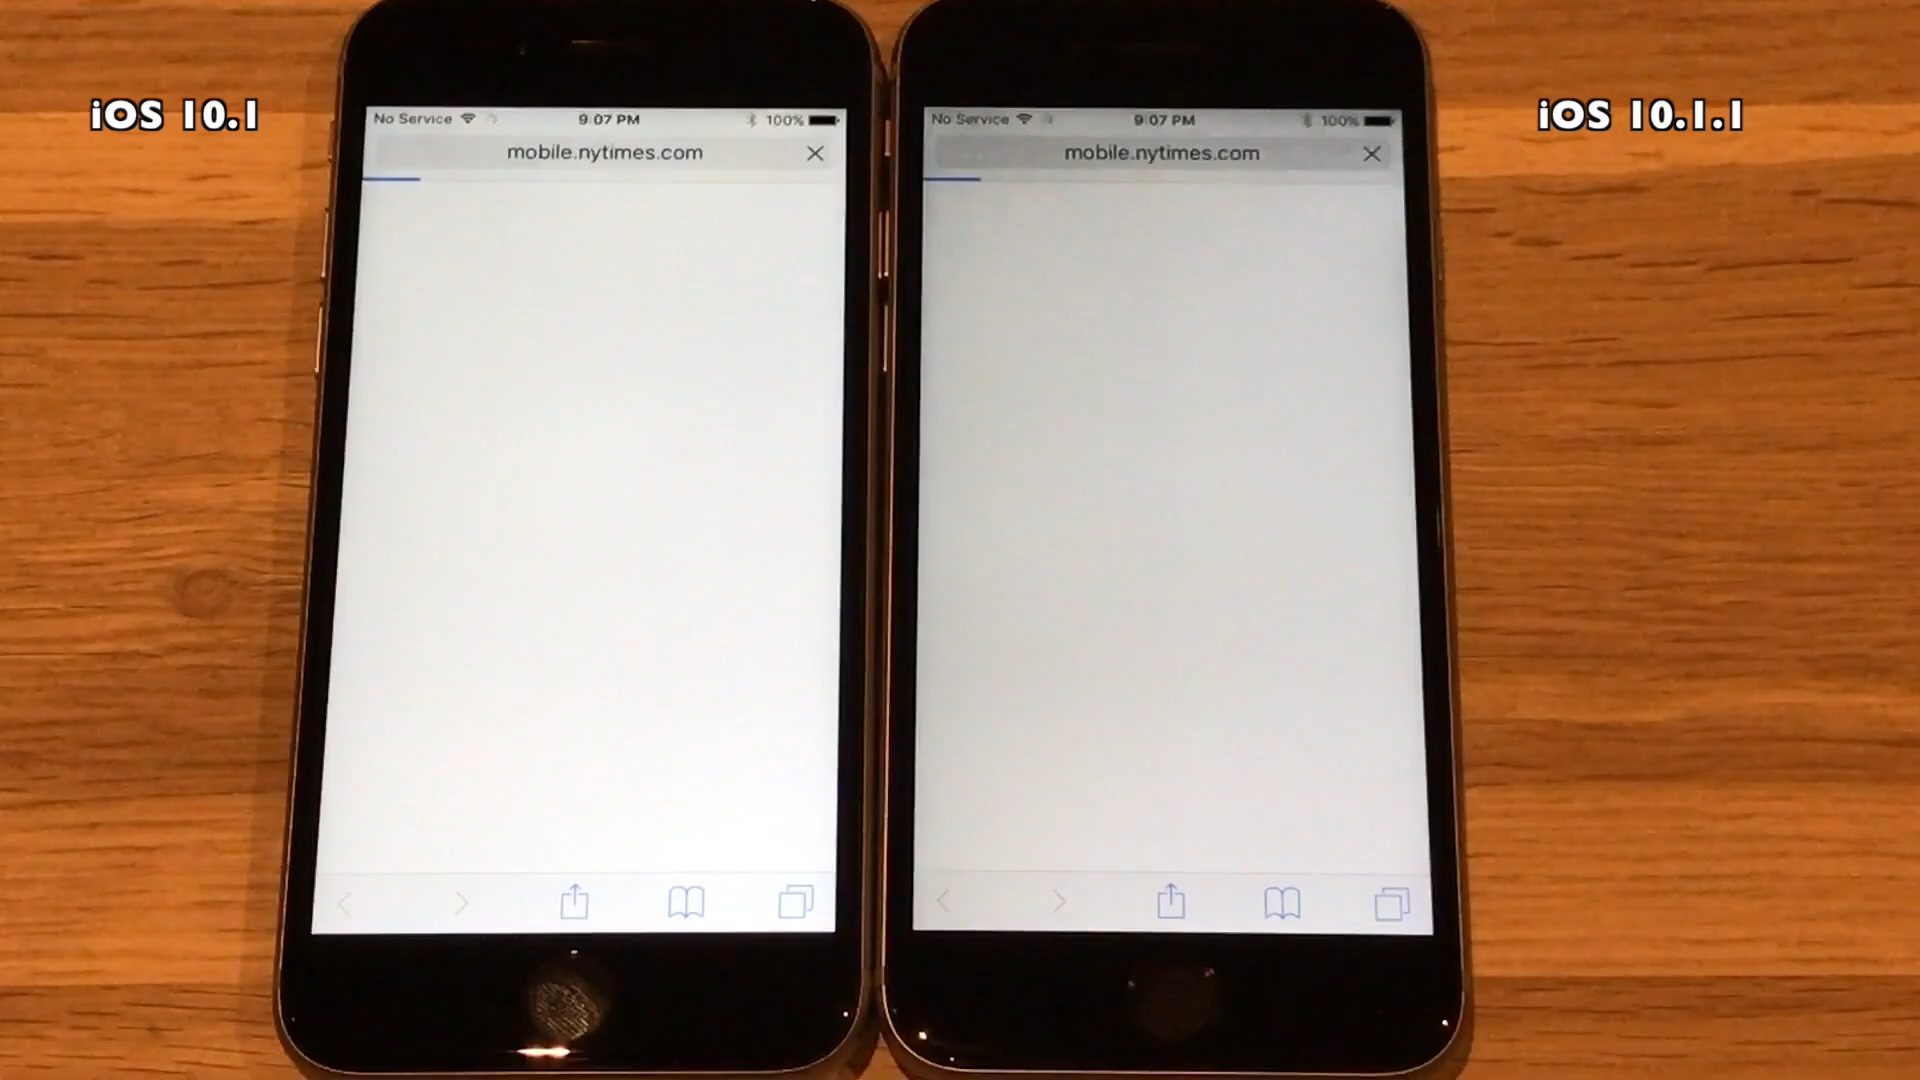 iOS 10.1
No Service 9:07 PM 100%
mobile.nytimes.com
iOS 10.1.1
No Service 9:07 PM 100%
mobile.nytimes.com